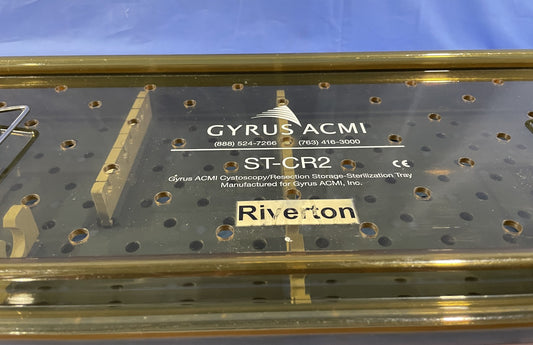 GYRUS ACMI
(888) 524-7266 (763) 416-3000
ST-CR2
CE
Gyrus ACMI Cystoscopy/Resection Storage-Sterilization Tray
Manufactured for Gyrus ACMI, Inc.
Riverton